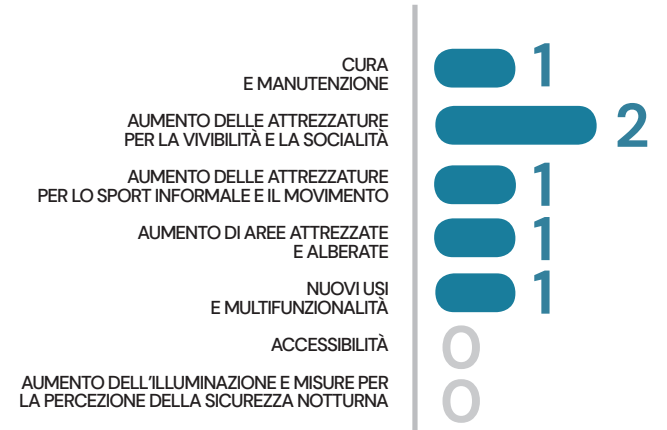 CURA
E MANUTENZIONE
1
AUMENTO DELLE ATTREZZATURE
PER LA VIVIBILITÀ E LA SOCIALITÀ
2
AUMENTO DELLE ATTREZZATURE
PER LO SPORT INFORMALE E IL MOVIMENTO
1
AUMENTO DI AREE ATTREZZATE
E ALBERATE
1
NUOVI USI
E MULTIFUNZIONALITÀ
1
ACCESSIBILITÀ
0
AUMENTO DELL'ILLUMINAZIONE E MISURE PER
LA PERCEZIONE DELLA SICUREZZA NOTTURNA
0